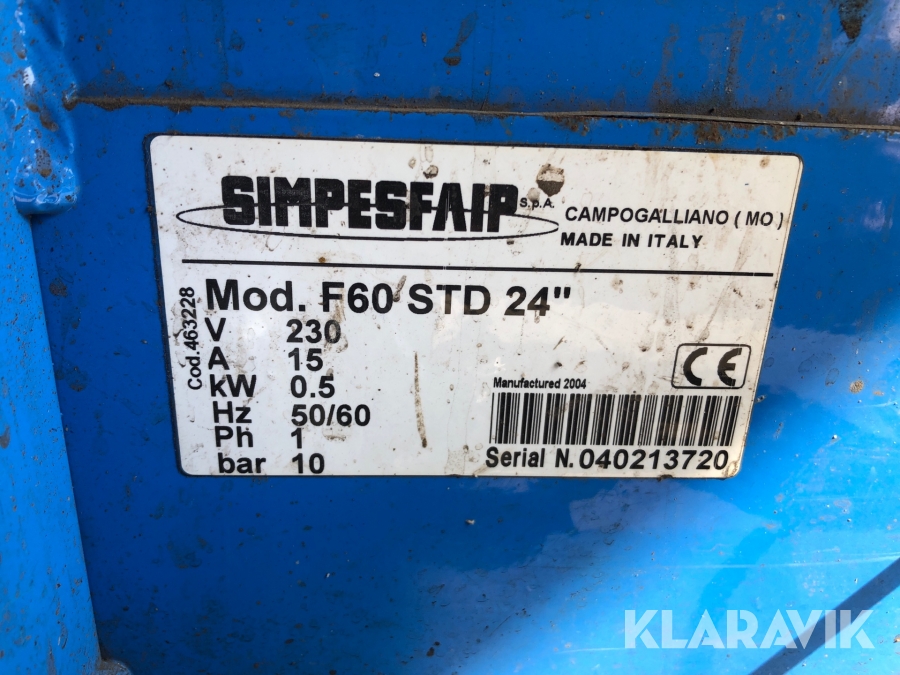 SIMPESFAIP S.p.A.
CAMPOGALLIANO ( MO )
MADE IN ITALY
Cod. 463228
Mod. F60 STD 24"
V 230
A 15
kW 0.5
Hz 50/60
Ph 1
bar 10
CE
Manufactured 2004
Serial N. 040213720
KLARAVIK